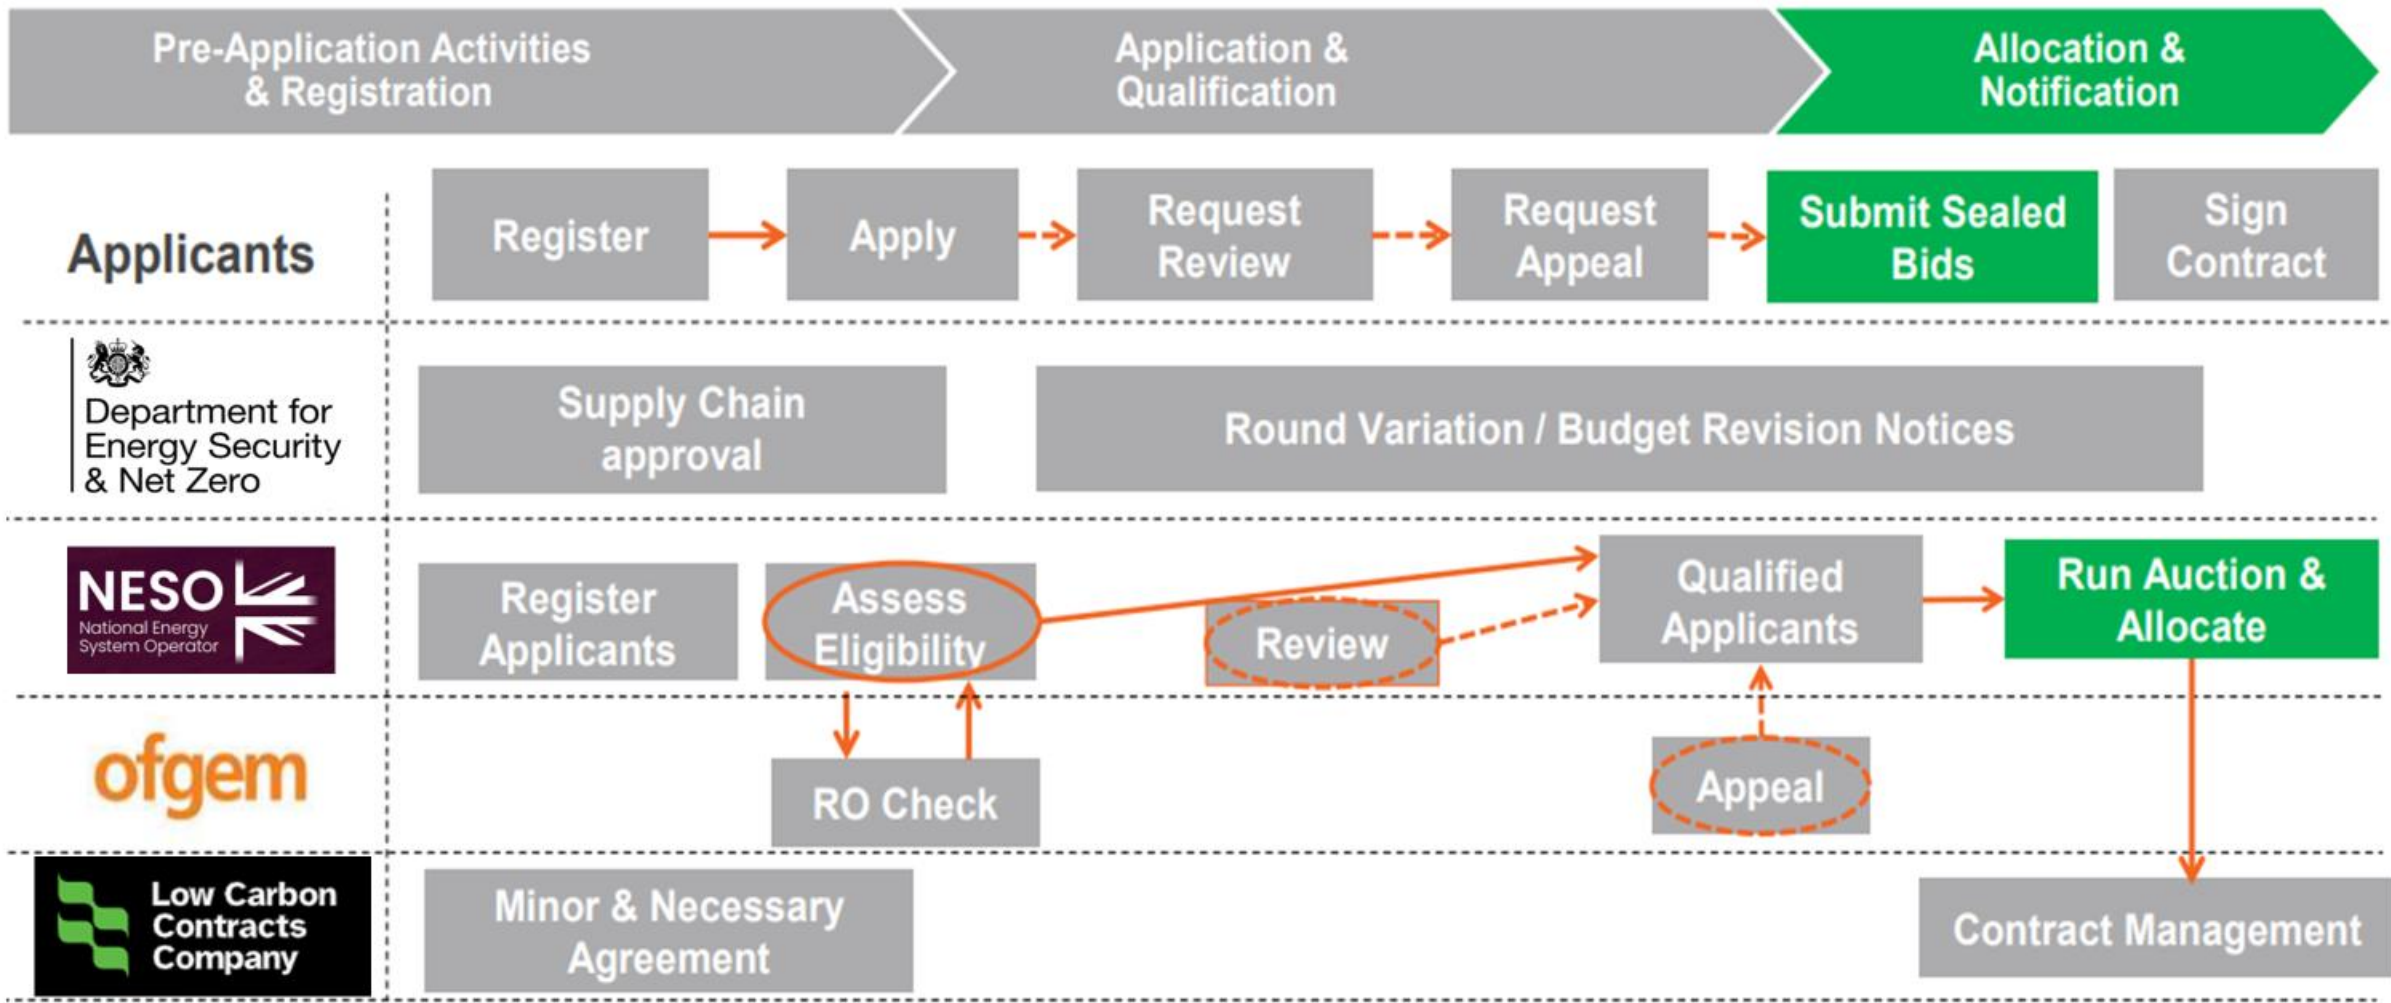 Pre-Application Activities
& Registration
Application &
Qualification
Allocation &
Notification
Applicants
Register
Apply
Request
Review
Request
Appeal
Submit Sealed
Bids
Sign
Contract
Department for
Energy Security
& Net Zero
Supply Chain
approval
Round Variation / Budget Revision Notices
NESO
National Energy
System Operator
Register
Applicants
Assess
Eligibility
Review
Qualified
Applicants
Run Auction &
Allocate
ofgem
RO Check
Appeal
Low Carbon
Contracts
Company
Minor & Necessary
Agreement
Contract Management